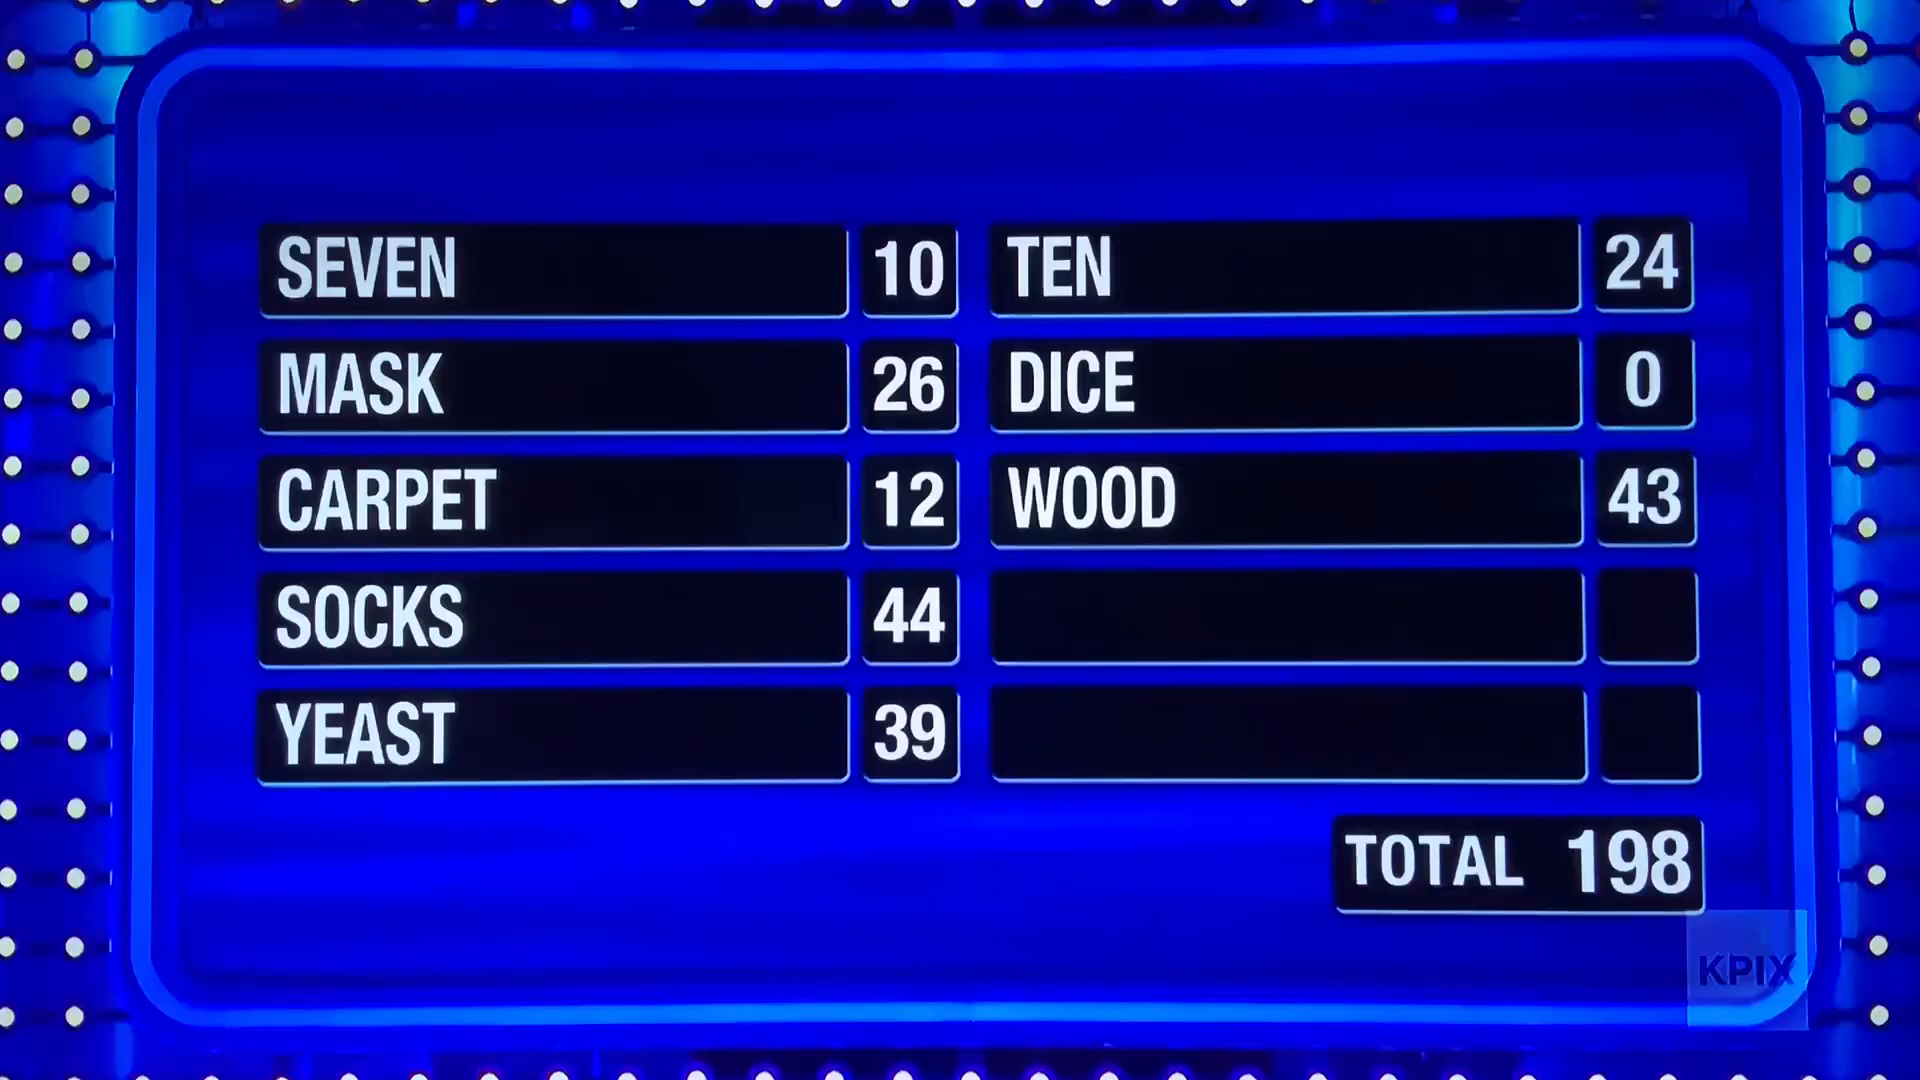 SEVEN 10
MASK 26
CARPET 12
SOCKS 44
YEAST 39
TEN 24
DICE 0
WOOD 43
TOTAL 198
KPIX